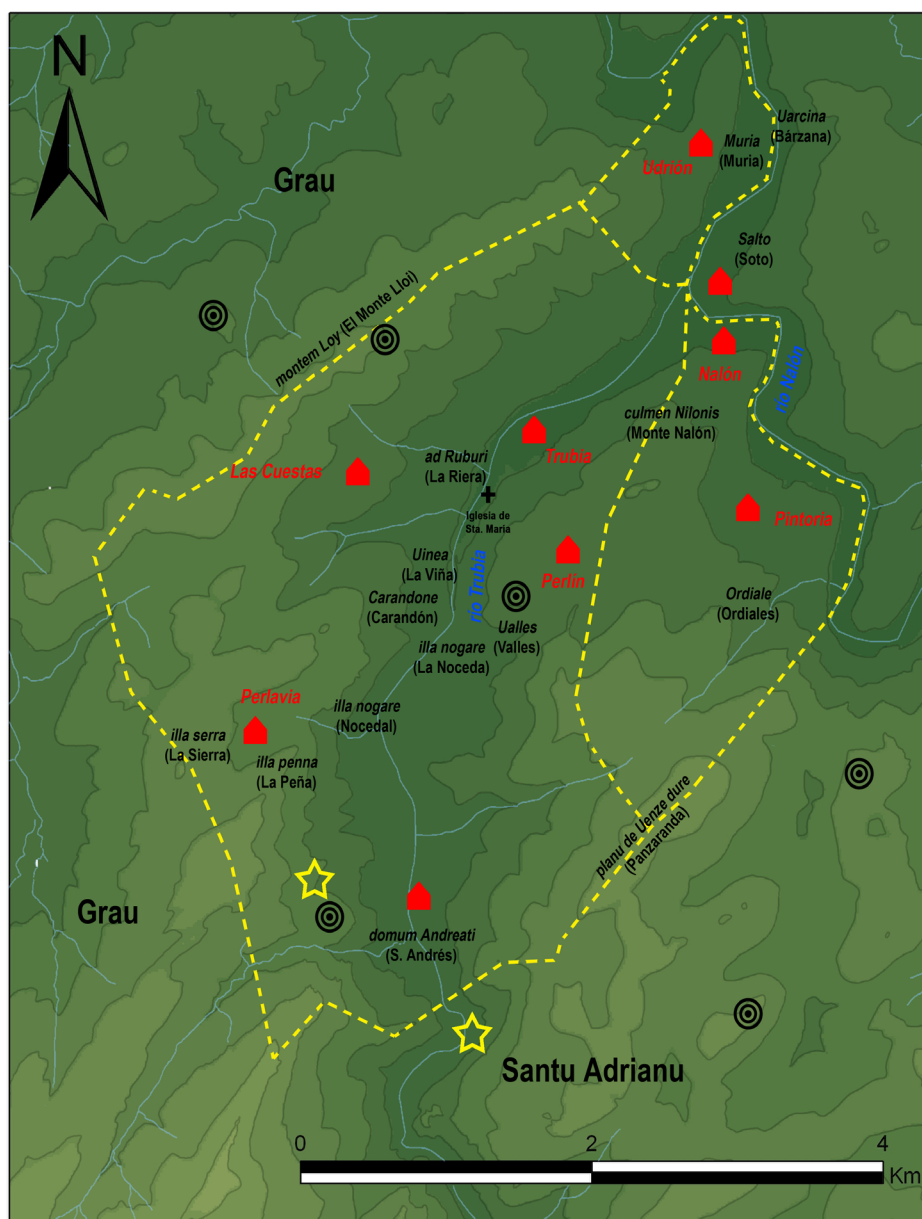 N
Uarcina
(Bárzana)
Muria
(Muria)
Udrión
Grau
Salto
(Soto)
montem Loy (El Monte Lloi)
Nalón
río Nalón
culmen Nilonis
(Monte Nalón)
Trubia
ad Ruburi
(La Riera)
Las Cuestas
Iglesia de
Sta. María
Pintoria
Uinea
(La Viña)
río Trubia
Perlín
Carandone
(Carandón)
Ordiale
(Ordiales)
Ualles
(Valles)
illa nogare
(La Noceda)
Perlavia
illa nogare
(Nocedal)
illa serra
(La Sierra)
illa penna
(La Peña)
planu de Uenze dure
(Panzaranda)
Grau
domum Andreati
(S. Andrés)
Santu Adrianu
0 2 4
Km